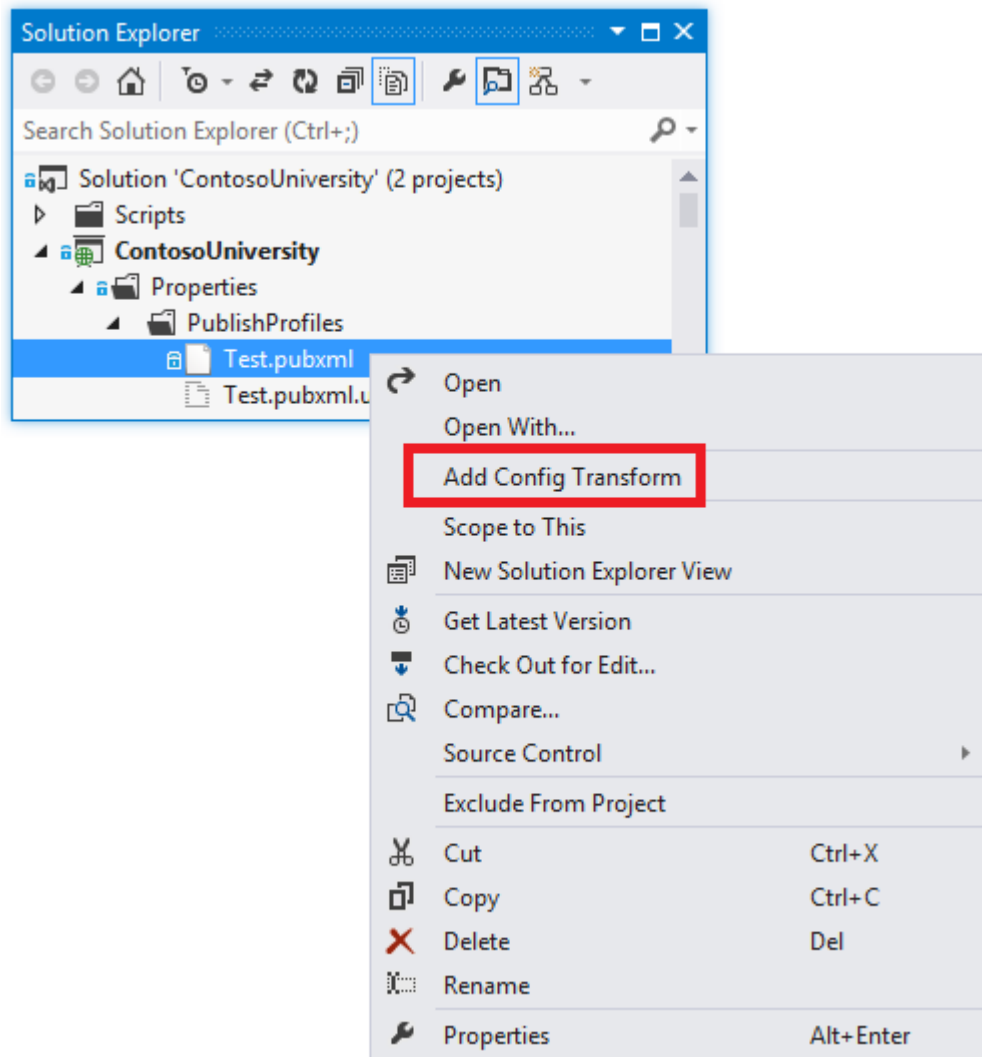 Solution Explorer
Search Solution Explorer (Ctrl+;)
Solution 'ContosoUniversity' (2 projects)
Scripts
ContosoUniversity
Properties
PublishProfiles
Test.pubxml
Test.pubxml.u
Open
Open With...
Add Config Transform
Scope to This
New Solution Explorer View
Get Latest Version
Check Out for Edit...
Compare...
Source Control
Exclude From Project
Cut Ctrl+X
Copy Ctrl+C
Delete Del
Rename
Properties Alt+Enter